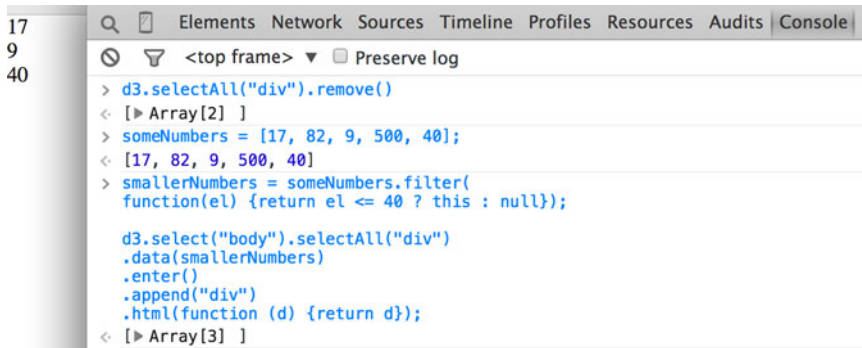 17
9
40
Elements Network Sources Timeline Profiles Resources Audits Console
<top frame> ▼ Preserve log
> d3.selectAll("div").remove()
<· [▶Array[2] ]
> someNumbers = [17, 82, 9, 500, 40];
<· [17, 82, 9, 500, 40]
> smallerNumbers = someNumbers.filter(
function(el) {return el <= 40 ? this : null});
d3.select("body").selectAll("div")
.data(smallerNumbers)
.enter()
.append("div")
.html(function (d) {return d});
<· [▶Array[3] ]